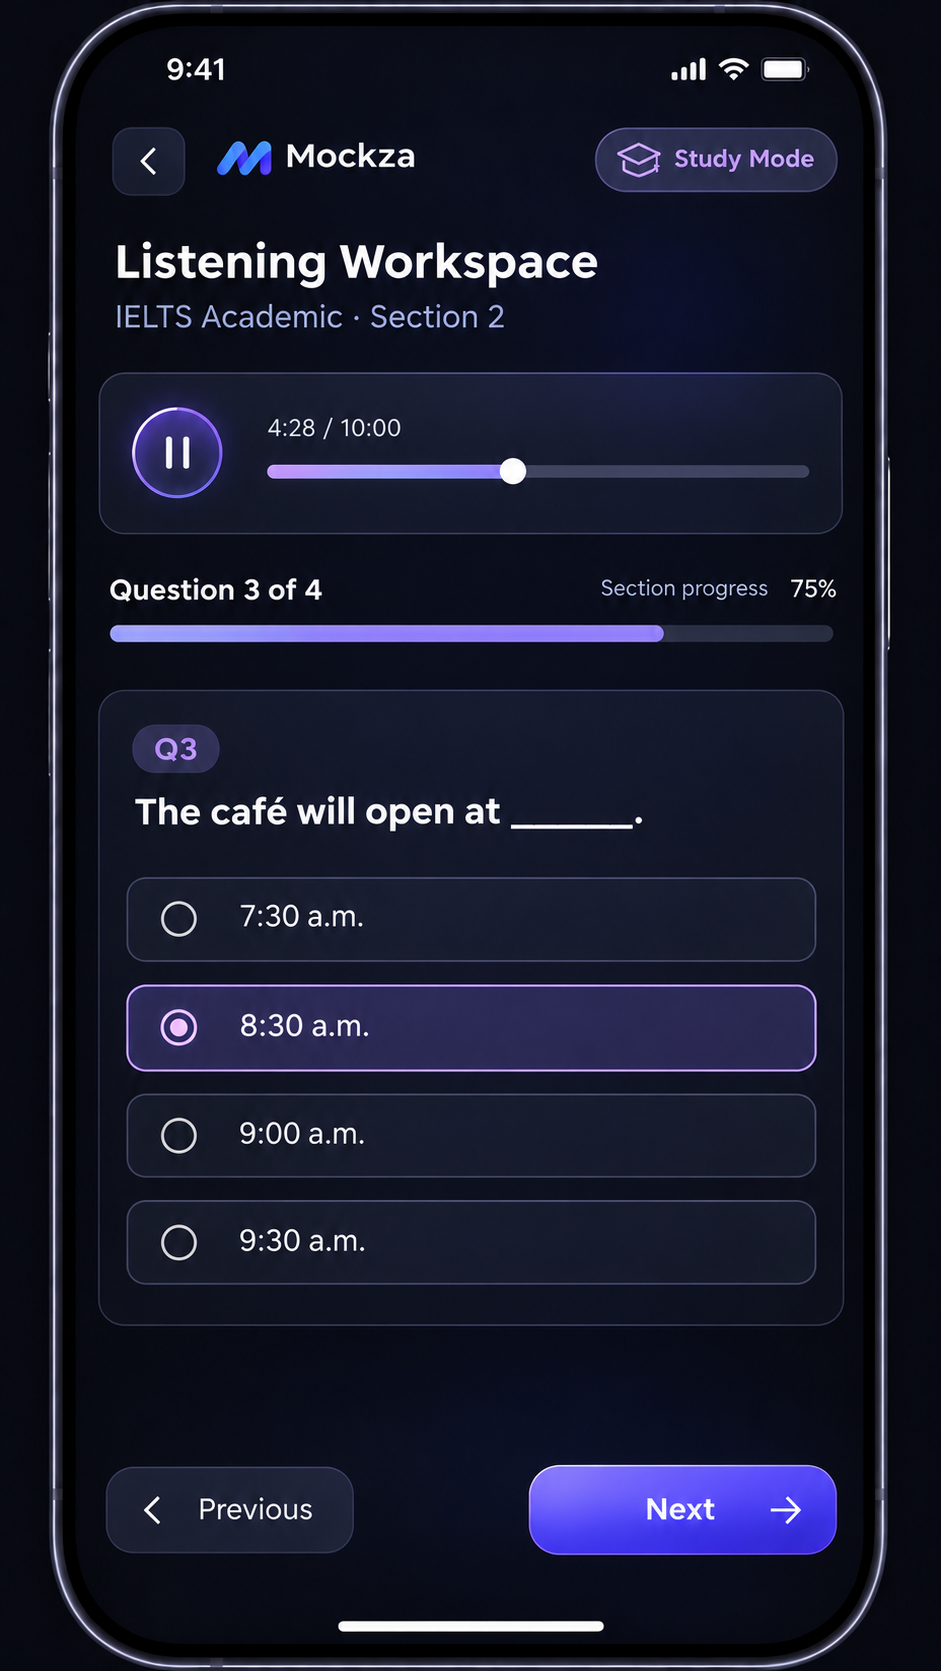 9:41
Mockza
Study Mode
Listening Workspace
IELTS Academic · Section 2
4:28 / 10:00
Question 3 of 4
Section progress 75%
Q3
The café will open at ______.
7:30 a.m.
8:30 a.m.
9:00 a.m.
9:30 a.m.
Previous
Next